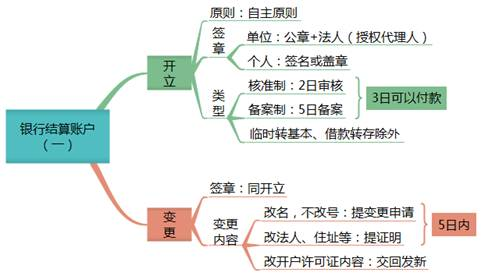 银行结算账户
（一）
开
立
原则：自主原则
签
章
单位：公章+法人（授权代理人）
个人：签名或盖章
类
型
核准制：2日审核
备案制：5日备案
3日可以付款
临时转基本、借款转存除外
变
更
签章：同开立
变更
内容
改名，不改号：提变更申请
改法人、住址等：提证明
5日内
改开户许可证内容：交回发新